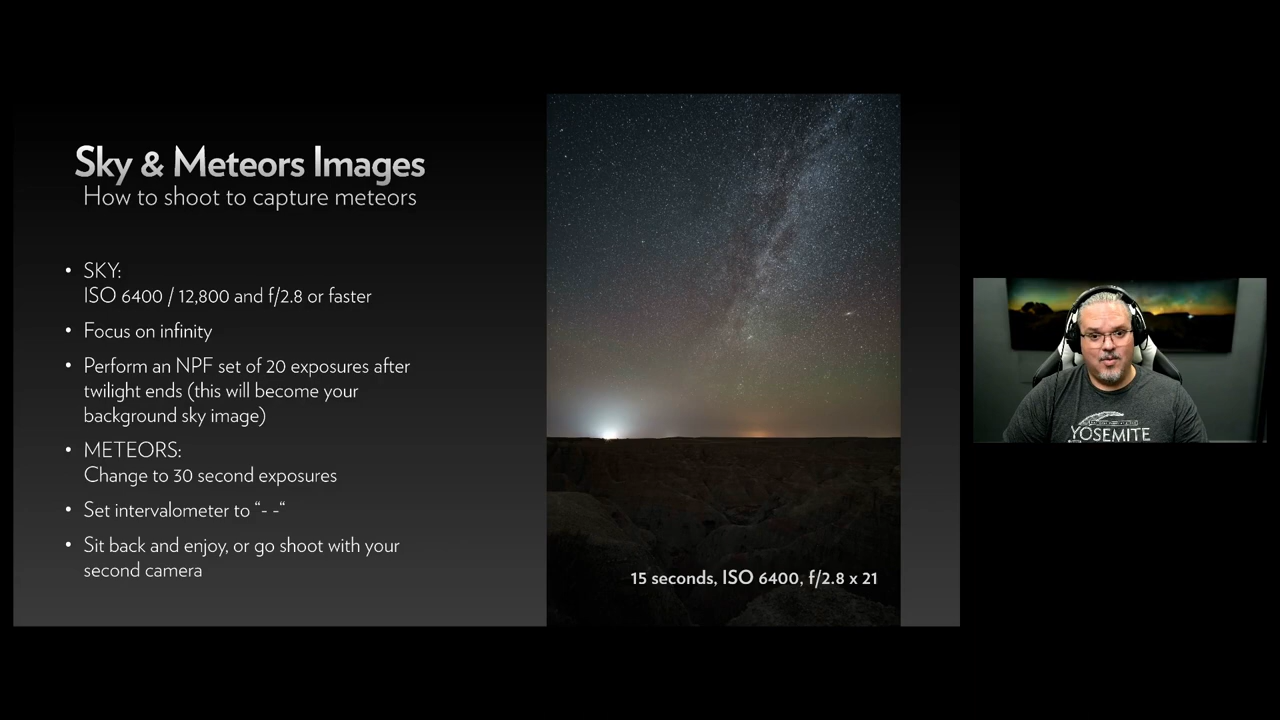 Sky & Meteors Images
How to shoot to capture meteors
• SKY:
ISO 6400 / 12,800 and f/2.8 or faster
• Focus on infinity
• Perform an NPF set of 20 exposures after
twilight ends (this will become your
background sky image)
• METEORS:
Change to 30 second exposures
• Set intervalometer to “- -“
• Sit back and enjoy, or go shoot with your
second camera
15 seconds, ISO 6400, f/2.8 x 21
YOSEMITE